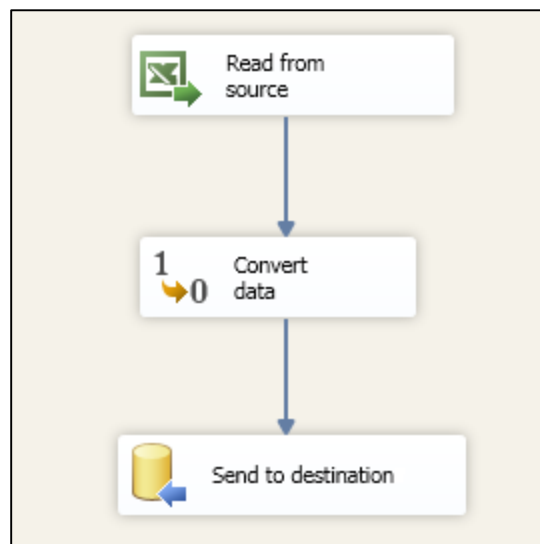 Read from
source
1
0
Convert
data
Send to destination